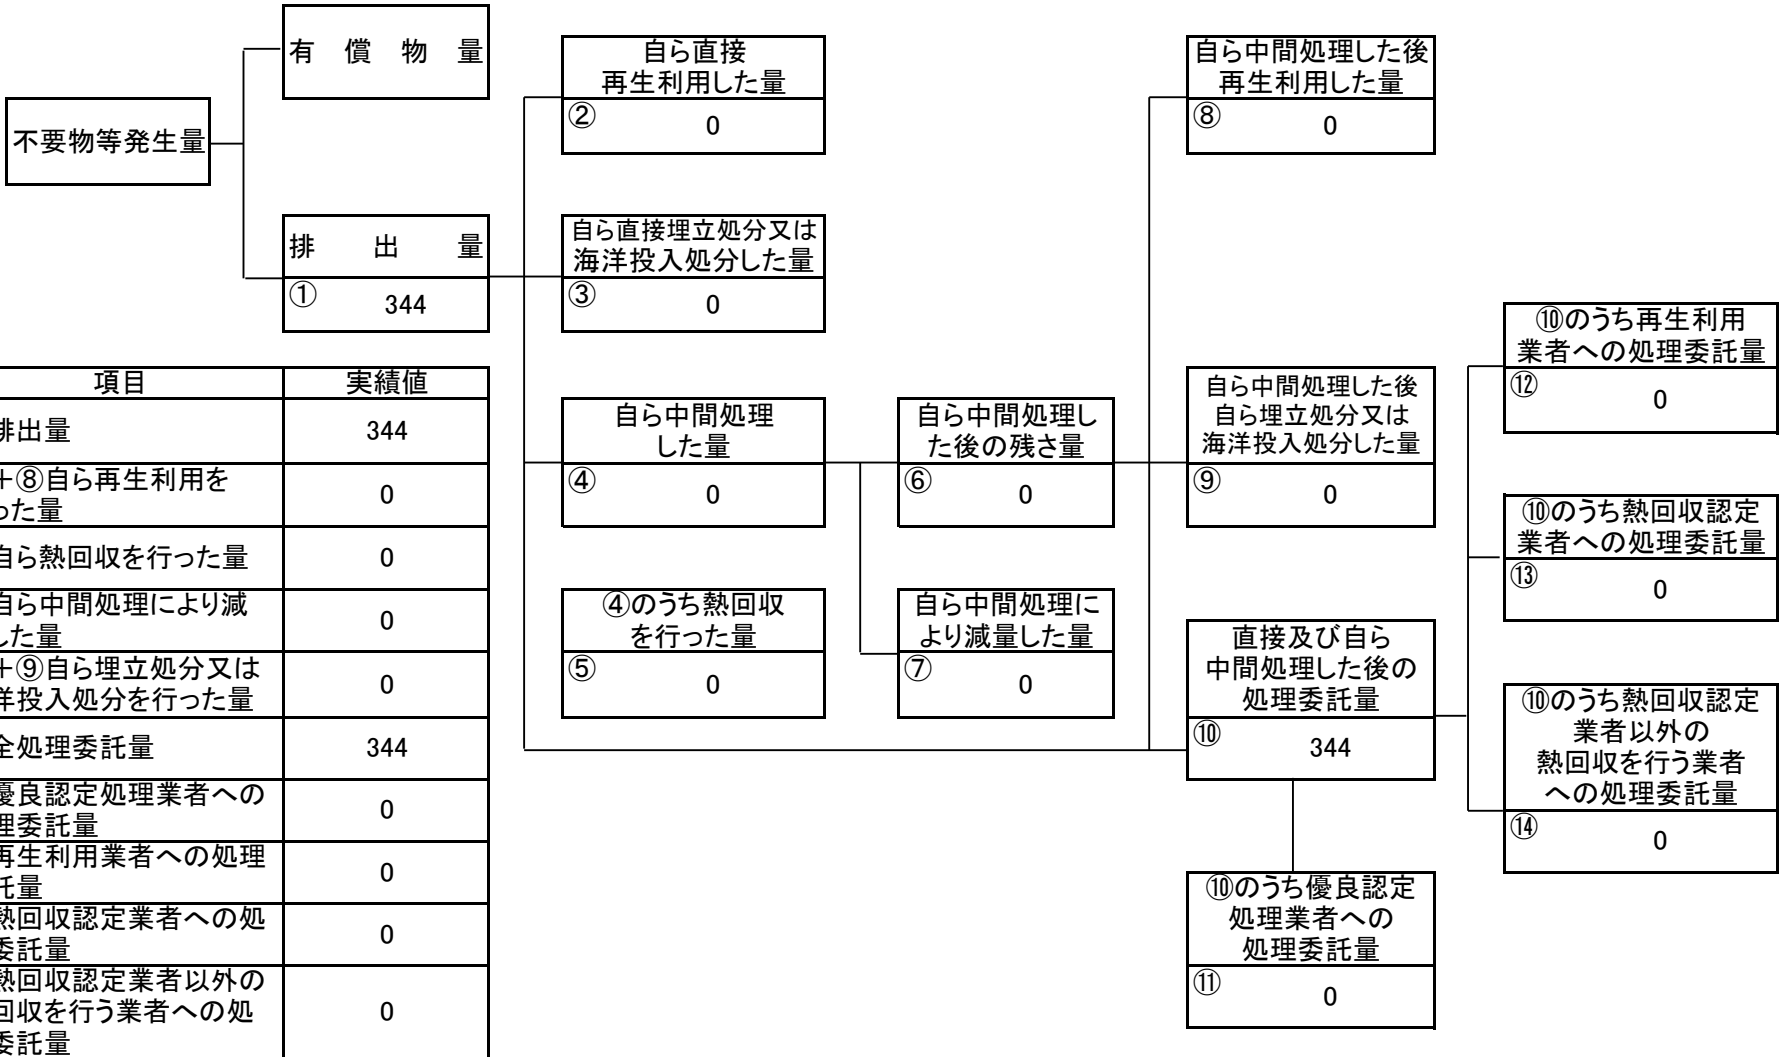 有償物量
不要物等発生量
排出量
① 344
自ら直接
再生利用した量
② 0
自ら直接埋立処分又は
海洋投入処分した量
③ 0
自ら中間処理
した量
④ 0
④のうち熱回収
を行った量
⑤ 0
自ら中間処理し
た後の残さ量
⑥ 0
自ら中間処理に
より減量した量
⑦ 0
自ら中間処理した後
再生利用した量
⑧ 0
自ら中間処理した後
自ら埋立処分又は
海洋投入処分した量
⑨ 0
直接及び自ら
中間処理した後の
処理委託量
⑩ 344
⑩のうち優良認定
処理業者への
処理委託量
⑪ 0
⑩のうち再生利用
業者への処理委託量
⑫ 0
⑩のうち熱回収認定
業者への処理委託量
⑬ 0
⑩のうち熱回収認定
業者以外の
熱回収を行う業者
への処理委託量
⑭ 0
項目 実績値
排出量 344
+⑧自ら再生利用を
った量 0
自ら熱回収を行った量 0
自ら中間処理により減
した量 0
+⑨自ら埋立処分又は
洋投入処分を行った量 0
全処理委託量 344
優良認定処理業者への
理委託量 0
再生利用業者への処理
託量 0
熱回収認定業者への処
委託量 0
熱回収認定業者以外の
回収を行う業者への処
委託量 0